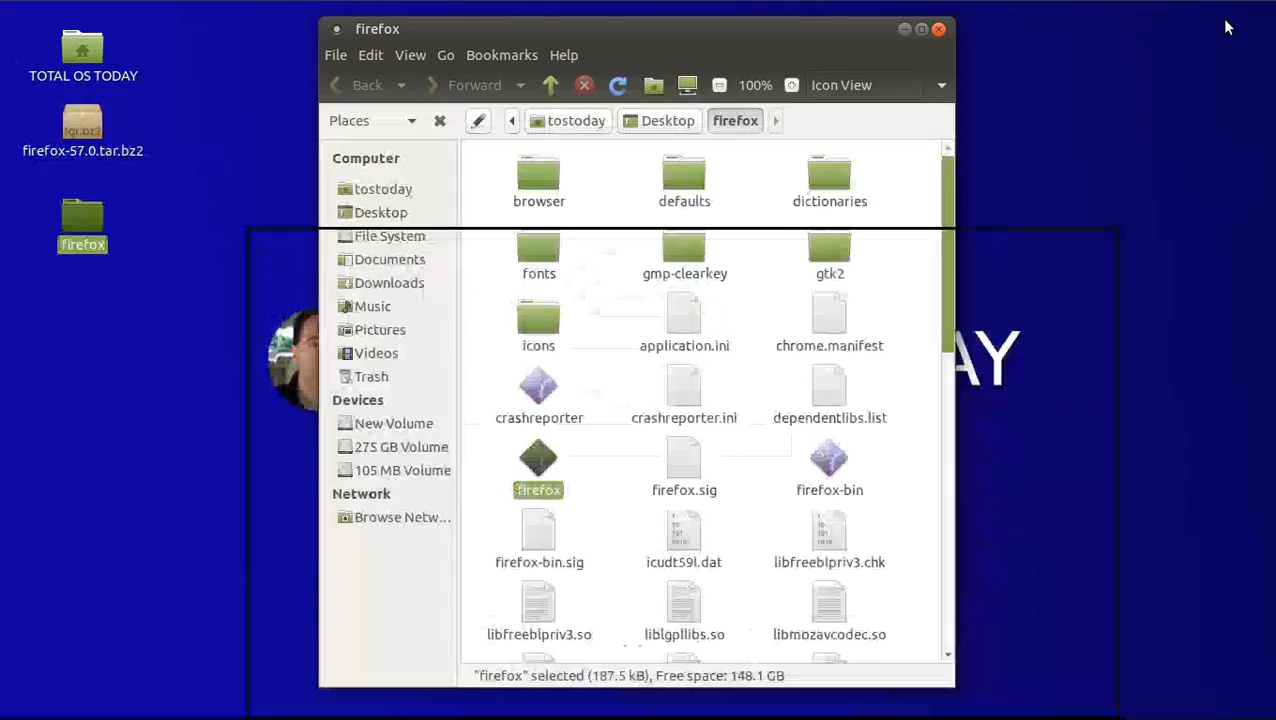 TOTAL OS TODAY
tar.bz2
firefox-57.0.tar.bz2
firefox
firefox
File Edit View Go Bookmarks Help
Back Forward 100% Icon View
Places tostoday Desktop firefox
Computer
tostoday
Desktop
File System
Documents
Downloads
Music
Pictures
Videos
Trash
Devices
New Volume
275 GB Volume
105 MB Volume
Network
Browse Netw...
browser defaults dictionaries
fonts gmp-clearkey gtk2
icons application.ini chrome.manifest
crashreporter crashreporter.ini dependentlibs.list
firefox firefox.sig firefox-bin
firefox-bin.sig icudt59l.dat libfreeblpriv3.chk
libfreeblpriv3.so liblgpllibs.so libmozavcodec.so
"firefox" selected (187.5 kB), Free space: 148.1 GB
AY